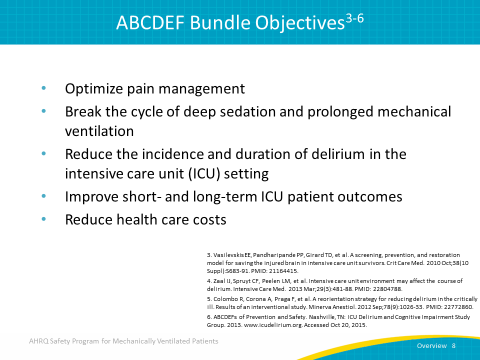 ABCDEF Bundle Objectives3-6
• Optimize pain management
• Break the cycle of deep sedation and prolonged mechanical
ventilation
• Reduce the incidence and duration of delirium in the
intensive care unit (ICU) setting
• Improve short- and long-term ICU patient outcomes
• Reduce health care costs
3. Vasilevskis EE, Pandharipande PP, Girard TD, et al. A screening, prevention, and restoration
model for saving the injured brain in intensive care unit survivors. Crit Care Med. 2010 Oct;38(10
Suppl):S683-91. PMID: 21164415.
4. Zaal IJ, Spruyt CF, Peelen LM, et al. Intensive care unit environment may affect the course of
delirium. Intensive Care Med. 2013 Mar;39(3):481-88. PMID: 22804788.
5. Colombo R, Corona A, Praga F, et al. A reorientation strategy for reducing delirium in the critically
ill. Results of an interventional study. Minerva Anestiol. 2012 Sep;78(9):1026-33. PMID: 22772860.
6. ABCDEFs of Prevention and Safety. Nashville, TN: ICU Delirium and Cognitive Impairment Study
Group. 2013. www.icudelirium.org. Accessed Oct 20, 2015.
AHRQ Safety Program for Mechanically Ventilated Patients
Overview 8